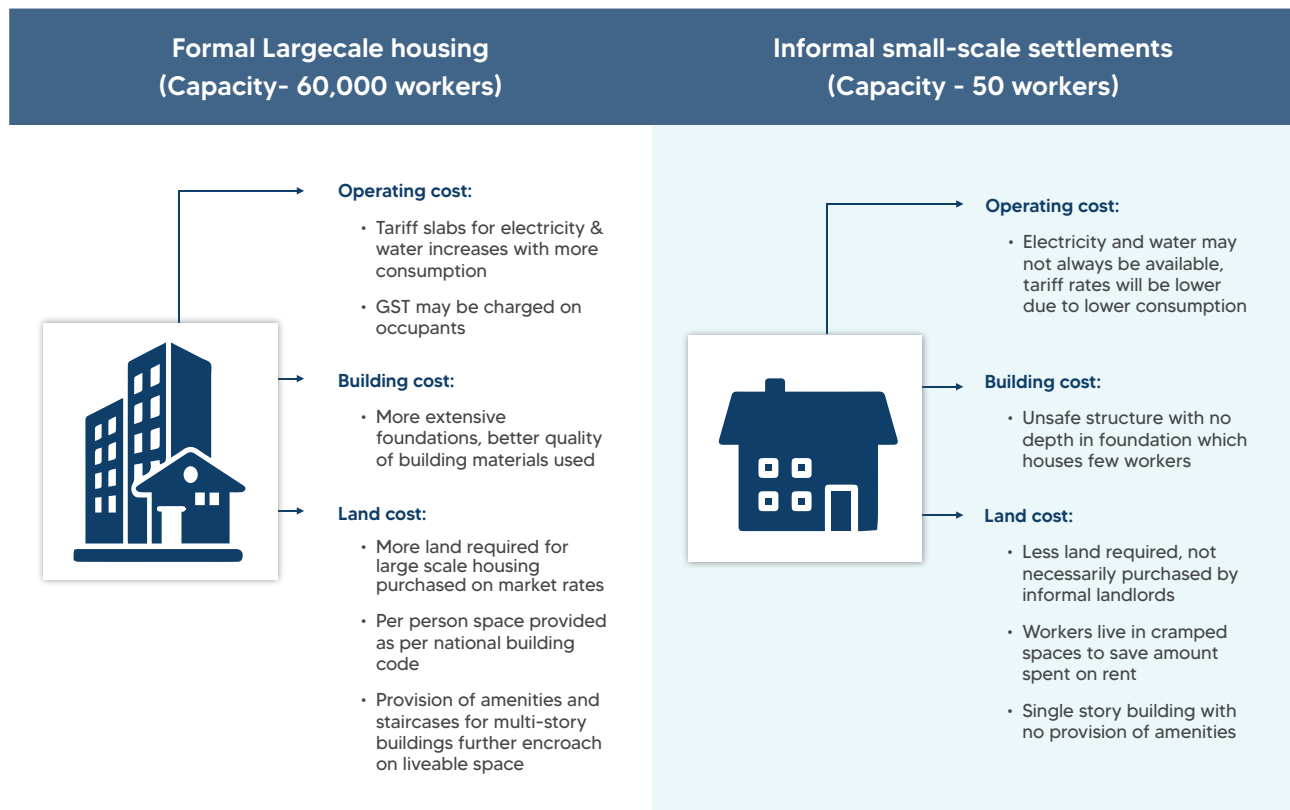 Formal Largecale housing
(Capacity- 60,000 workers)
Operating cost:
• Tariff slabs for electricity &
water increases with more
consumption
• GST may be charged on
occupants
Building cost:
• More extensive
foundations, better quality
of building materials used
Land cost:
• More land required for
large scale housing
purchased on market rates
• Per person space provided
as per national building
code
• Provision of amenities and
staircases for multi-story
buildings further encroach
on liveable space
Informal small-scale settlements
(Capacity - 50 workers)
Operating cost:
• Electricity and water may
not always be available,
tariff rates will be lower
due to lower consumption
Building cost:
• Unsafe structure with no
depth in foundation which
houses few workers
Land cost:
• Less land required, not
necessarily purchased by
informal landlords
• Workers live in cramped
spaces to save amount
spent on rent
• Single story building with
no provision of amenities